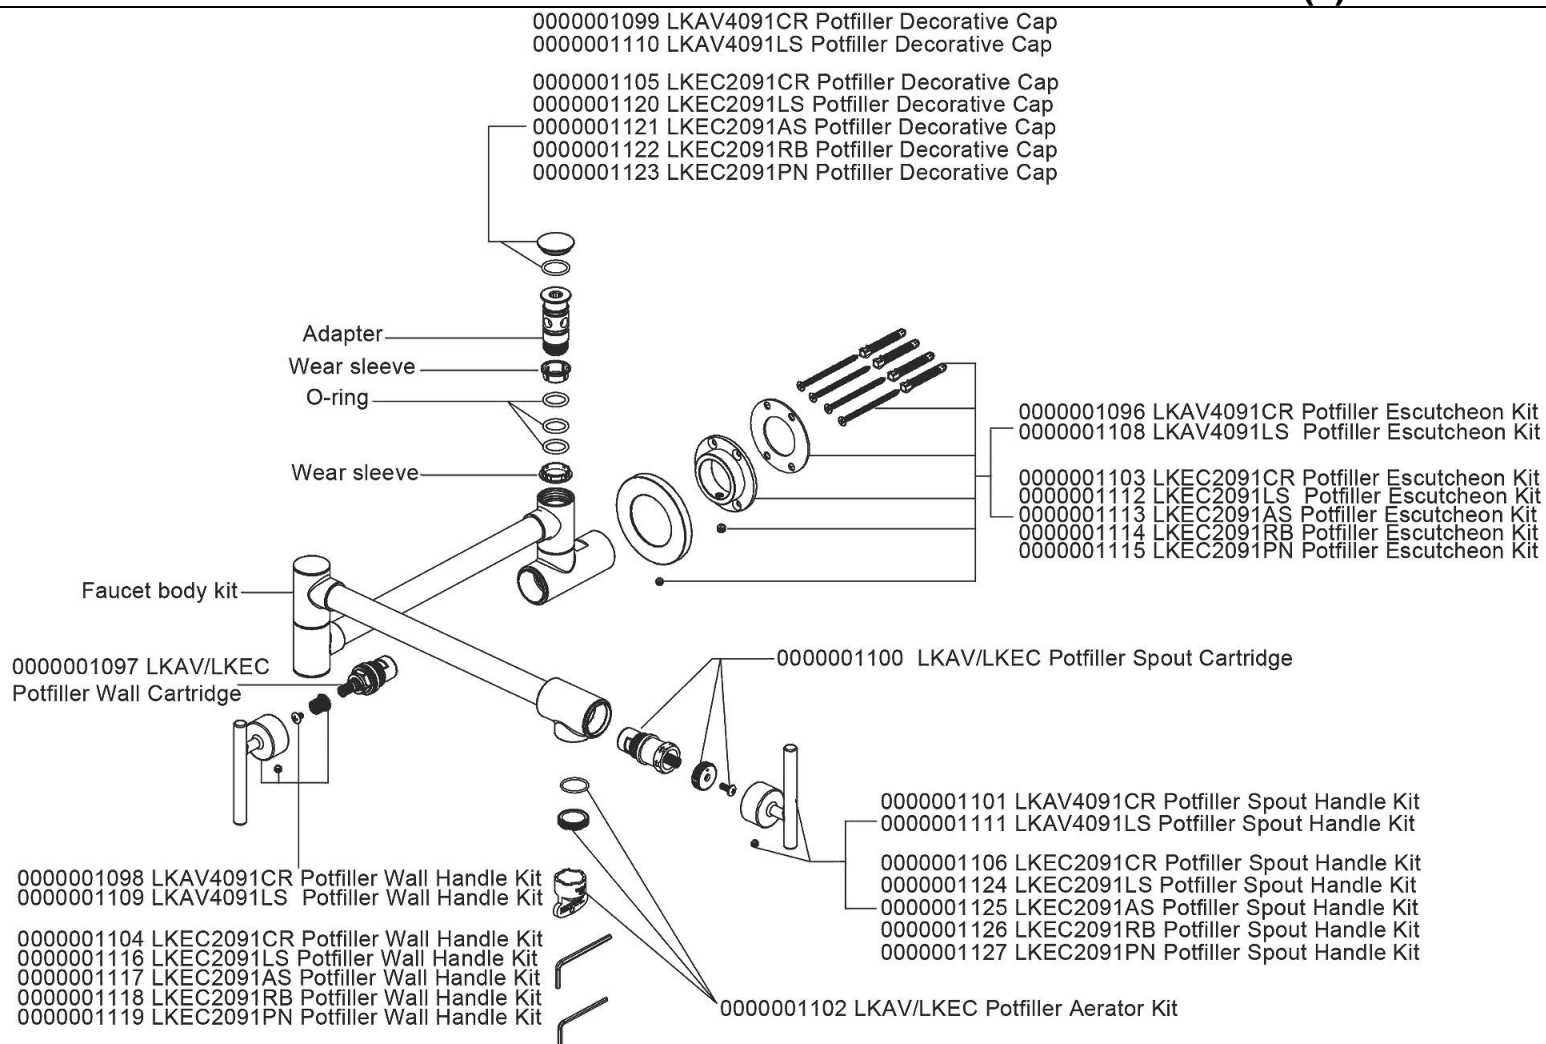 0000001099 LKAV4091CR Potfiller Decorative Cap
0000001110 LKAV4091LS Potfiller Decorative Cap
0000001105 LKEC2091CR Potfiller Decorative Cap
0000001120 LKEC2091LS Potfiller Decorative Cap
0000001121 LKEC2091AS Potfiller Decorative Cap
0000001122 LKEC2091RB Potfiller Decorative Cap
0000001123 LKEC2091PN Potfiller Decorative Cap
Adapter
Wear sleeve
O-ring
Wear sleeve
0000001096 LKAV4091CR Potfiller Escutcheon Kit
0000001108 LKAV4091LS Potfiller Escutcheon Kit
0000001103 LKEC2091CR Potfiller Escutcheon Kit
0000001112 LKEC2091LS Potfiller Escutcheon Kit
0000001113 LKEC2091AS Potfiller Escutcheon Kit
0000001114 LKEC2091RB Potfiller Escutcheon Kit
0000001115 LKEC2091PN Potfiller Escutcheon Kit
Faucet body kit
0000001097 LKAV/LKEC
Potfiller Wall Cartridge
0000001100 LKAV/LKEC Potfiller Spout Cartridge
0000001101 LKAV4091CR Potfiller Spout Handle Kit
0000001111 LKAV4091LS Potfiller Spout Handle Kit
0000001106 LKEC2091CR Potfiller Spout Handle Kit
0000001124 LKEC2091LS Potfiller Spout Handle Kit
0000001125 LKEC2091AS Potfiller Spout Handle Kit
0000001126 LKEC2091RB Potfiller Spout Handle Kit
0000001127 LKEC2091PN Potfiller Spout Handle Kit
0000001098 LKAV4091CR Potfiller Wall Handle Kit
0000001109 LKAV4091LS Potfiller Wall Handle Kit
0000001104 LKEC2091CR Potfiller Wall Handle Kit
0000001116 LKEC2091LS Potfiller Wall Handle Kit
0000001117 LKEC2091AS Potfiller Wall Handle Kit
0000001118 LKEC2091RB Potfiller Wall Handle Kit
0000001119 LKEC2091PN Potfiller Wall Handle Kit
0000001102 LKAV/LKEC Potfiller Aerator Kit